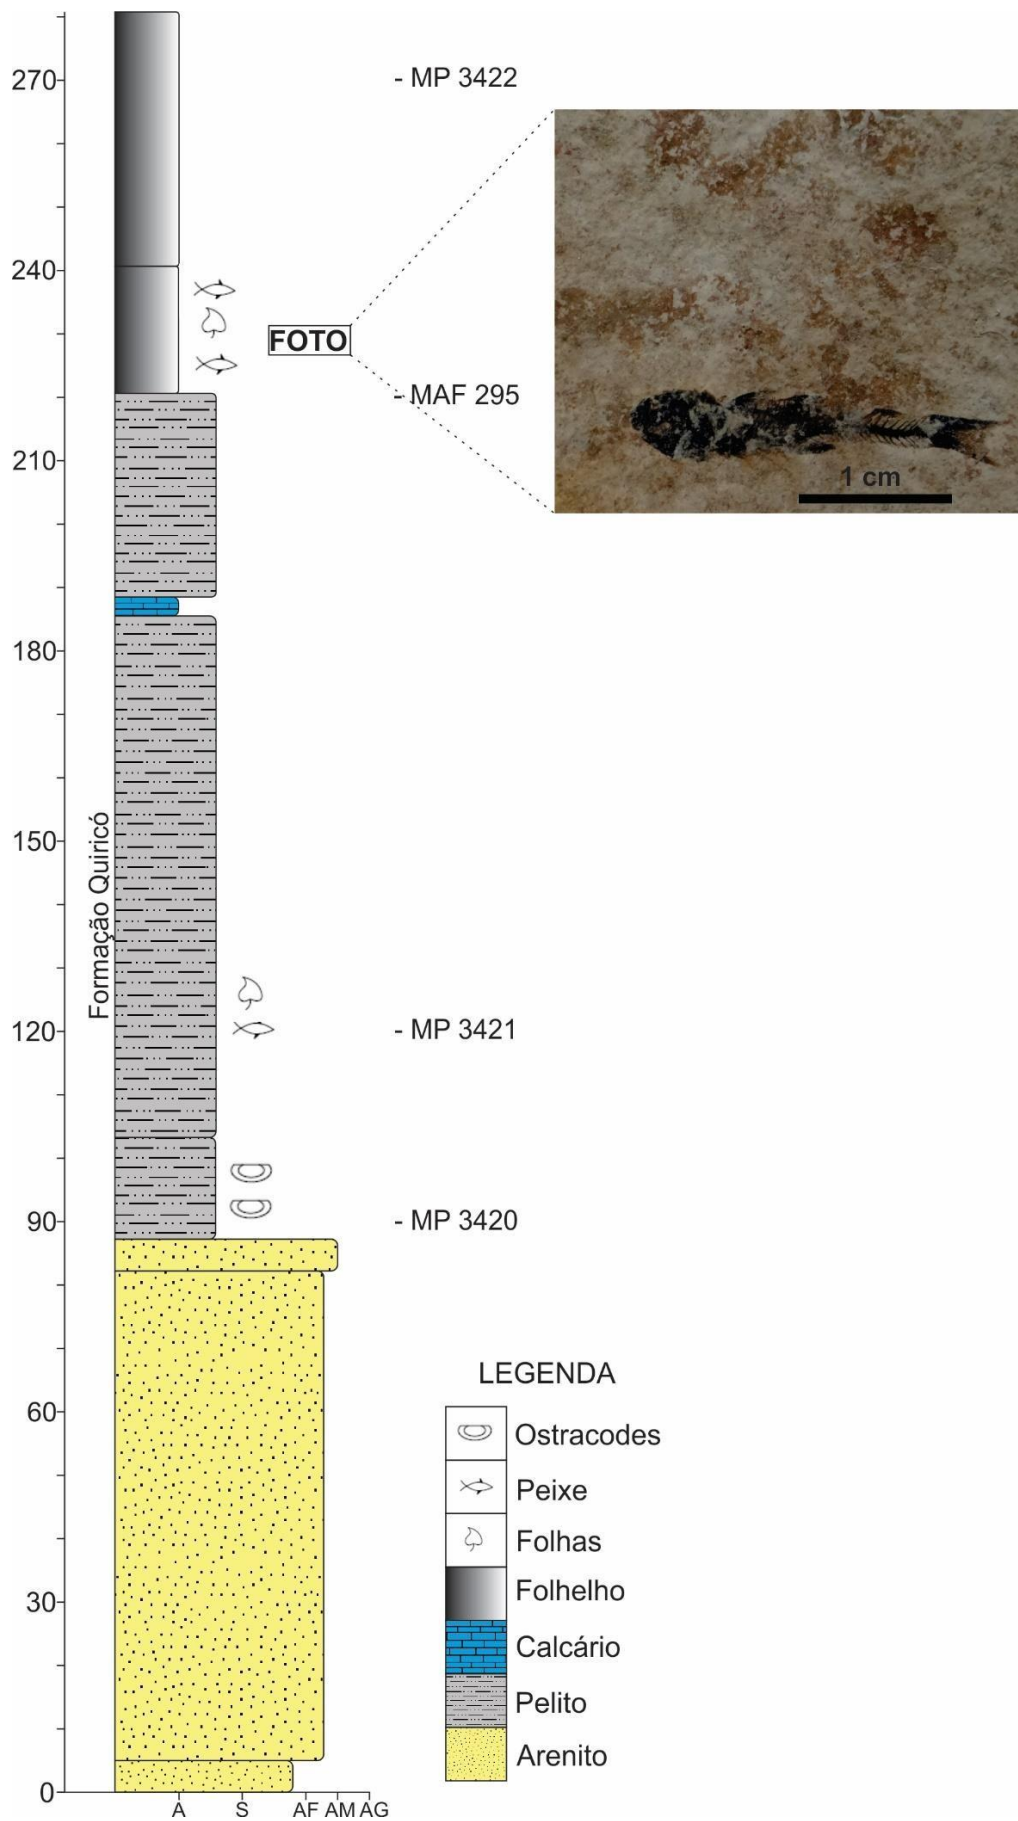 270
- MP 3422
240
FOTO
- MAF 295
210
1 cm
180
150
Formação Quiricó
120
- MP 3421
90
- MP 3420
LEGENDA
60
Ostracodes
Peixe
Folhas
Folhelho
30
Calcário
Pelito
Arenito
0
A S AF AM AG